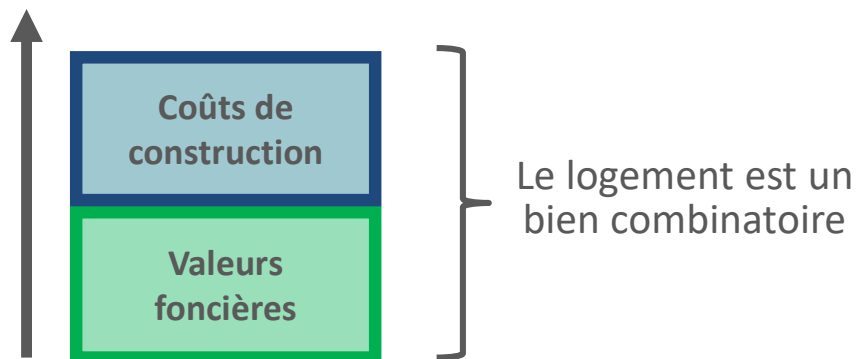 Coûts de
construction
Le logement est un
bien combinatoire
Valeurs
foncières